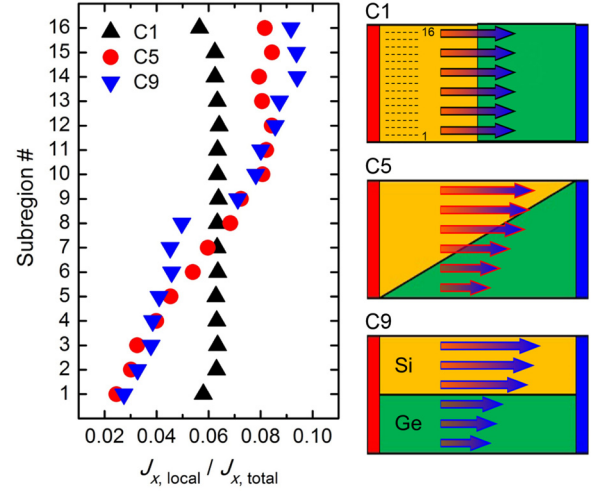 Subregion #
16
15
14
13
12
11
10
9
8
7
6
5
4
3
2
1
C1
C5
C9
0.02 0.04 0.06 0.08 0.10
Jx, local / Jx, total
C1
16
1
C5
C9
Si
Ge